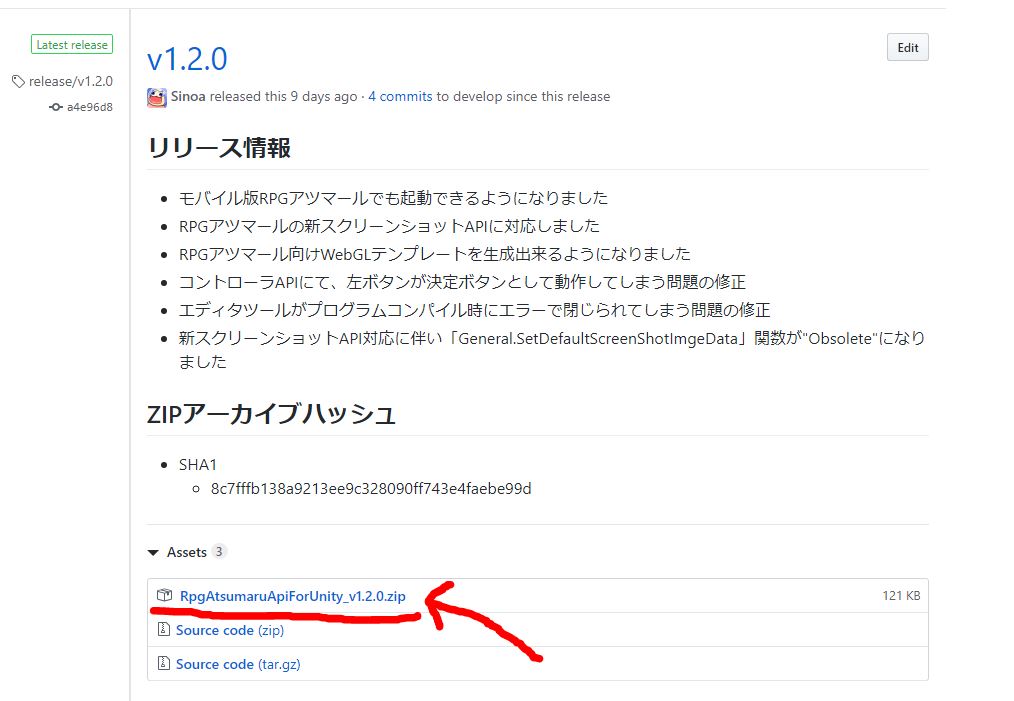 Latest release
release/v1.2.0
a4e96d8
v1.2.0
Edit
Sinoa released this 9 days ago · 4 commits to develop since this release
リリース情報
モバイル版RPGアツマールでも起動できるようになりました
RPGアツマールの新スクリーンショットAPIに対応しました
RPGアツマール向けWebGLテンプレートを生成出来るようになりました
コントローラAPIにて、左ボタンが決定ボタンとして動作してしまう問題の修正
エディタツールがプログラムコンパイル時にエラーで閉じられてしまう問題の修正
新スクリーンショットAPI対応に伴い「General.SetDefaultScreenShotImgeData」関数が"Obsolete"になり
ました
ZIPアーカイブハッシュ
SHA1
8c7fffb138a9213ee9c328090ff743e4faebe99d
Assets 3
RpgAtsumaruApiForUnity_v1.2.0.zip 121 KB
Source code (zip)
Source code (tar.gz)